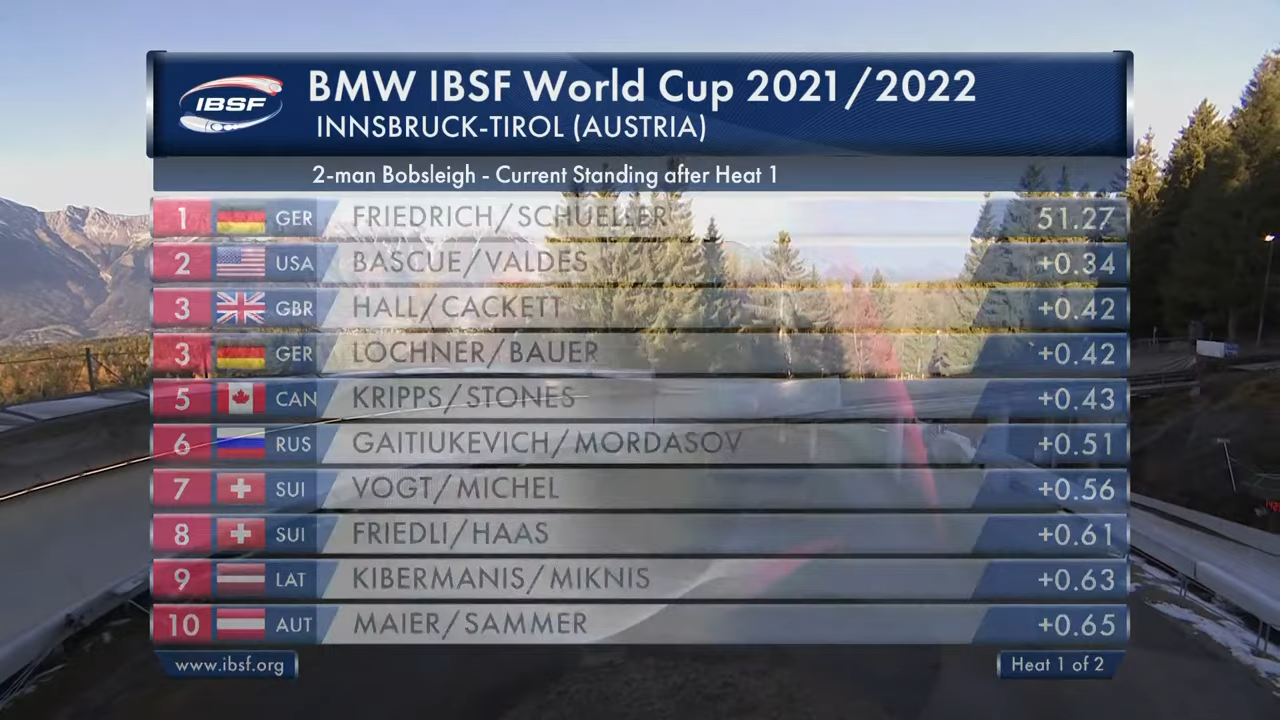 IBSF
BMW IBSF World Cup 2021/2022
INNSBRUCK-TIROL (AUSTRIA)
2-man Bobsleigh - Current Standing after Heat 1
1 GER FRIEDRICH/SCHUELLER 51.27
2 USA BASCUE/VALDES +0.34
3 GBR HALL/CACKETT +0.42
3 GER LOCHNER/BAUER +0.42
5 CAN KRIPPS/STONES +0.43
6 RUS GAITIUKEVICH/MORDASOV +0.51
7 SUI VOGT/MICHEL +0.56
8 SUI FRIEDLI/HAAS +0.61
9 LAT KIBERMANIS/MIKNIS +0.63
10 AUT MAIER/SAMMER +0.65
www.ibsf.org Heat 1 of 2